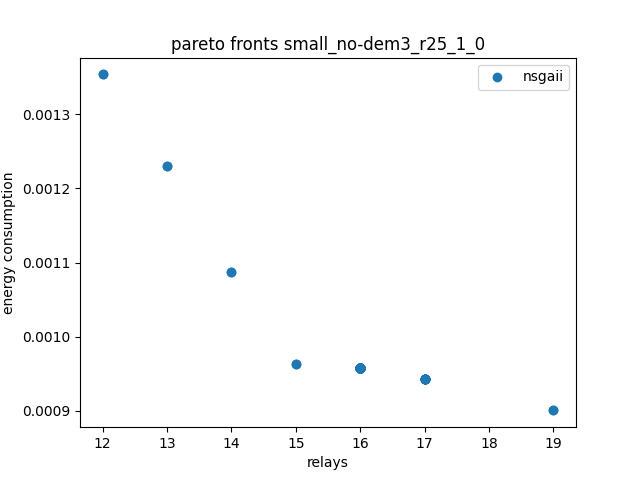 pareto fronts small_no-dem3_r25_1_0
nsgaii
0.0013
0.0012
0.0011
0.0010
0.0009
energy consumption
12 13 14 15 16 17 18 19
relays